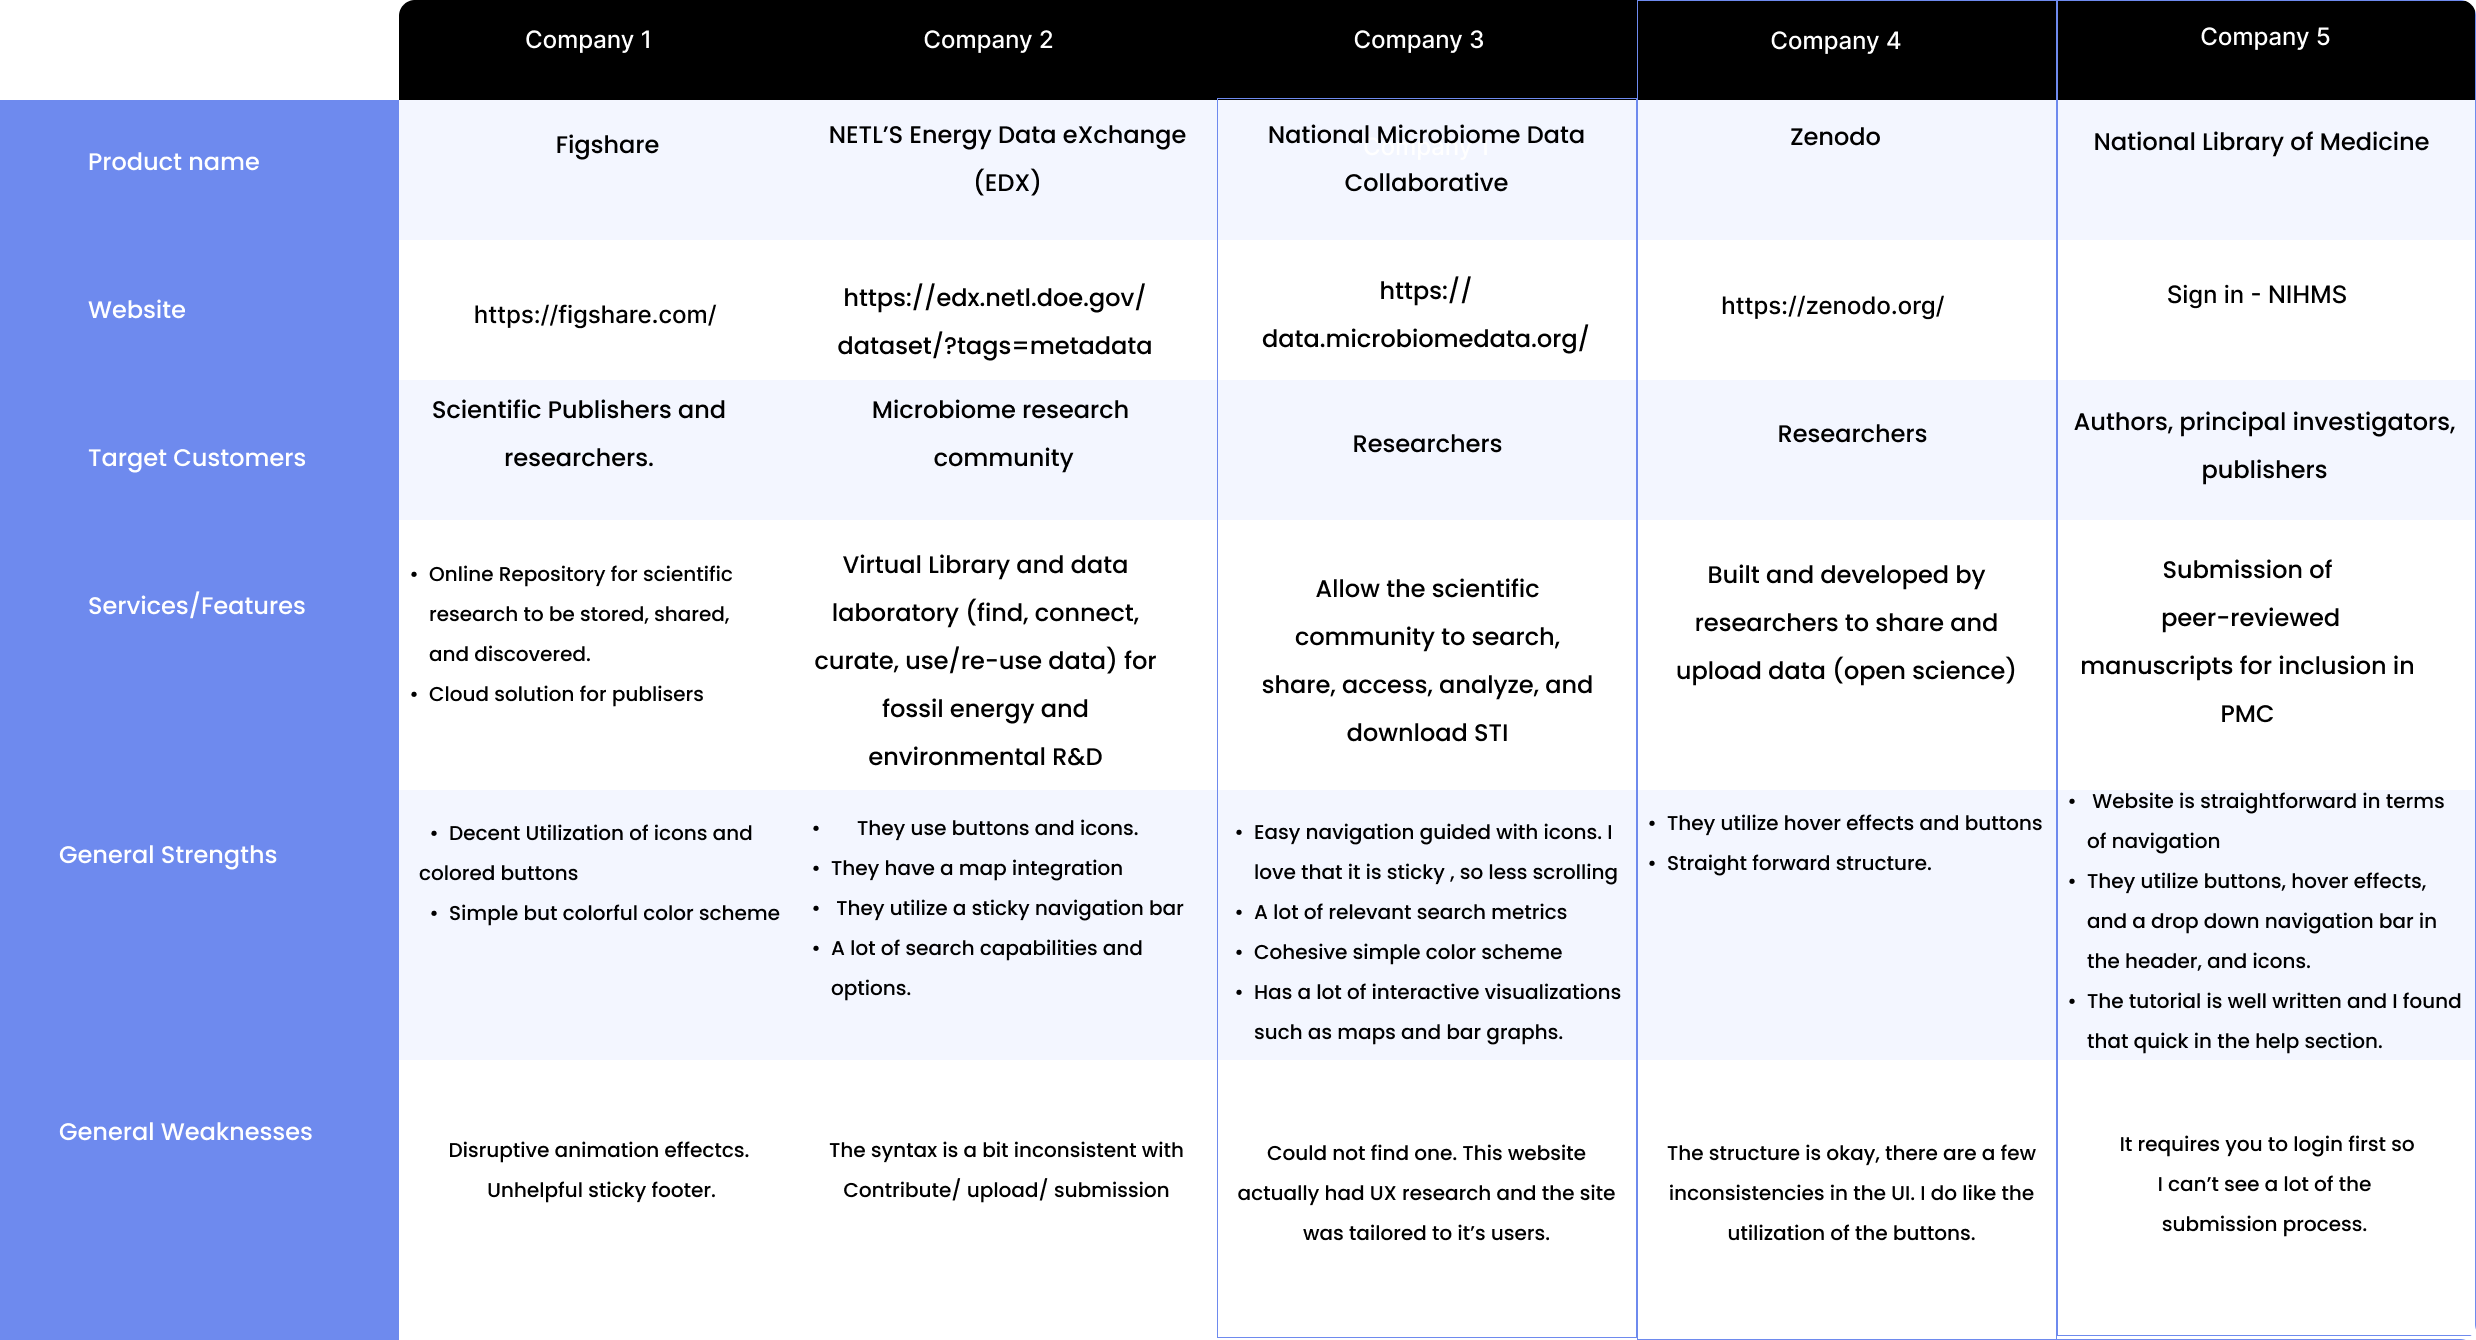 Company 1
Company 2
Company 3
Company 4
Company 5
Product name
Figshare
NETL’S Energy Data eXchange
(EDX)
National Microbiome Data
Collaborative
Zenodo
National Library of Medicine
Website
https://figshare.com/
https://edx.netl.doe.gov/
dataset/?tags=metadata
https://
data.microbiomedata.org/
https://zenodo.org/
Sign in - NIHMS
Target Customers
Scientific Publishers and
researchers.
Microbiome research
community
Researchers
Researchers
Authors, principal investigators,
publishers
Services/Features
• Online Repository for scientific
research to be stored, shared,
and discovered.
• Cloud solution for publisers
Virtual Library and data
laboratory (find, connect,
curate, use/re-use data) for
fossil energy and
environmental R&D
Allow the scientific
community to search,
share, access, analyze, and
download STI
Built and developed by
researchers to share and
upload data (open science)
Submission of
peer-reviewed
manuscripts for inclusion in
PMC
General Strengths
• Decent Utilization of icons and
colored buttons
• Simple but colorful color scheme
• They use buttons and icons.
• They have a map integration
• They utilize a sticky navigation bar
• A lot of search capabilities and
options.
• Easy navigation guided with icons. I
love that it is sticky , so less scrolling
• A lot of relevant search metrics
• Cohesive simple color scheme
• Has a lot of interactive visualizations
such as maps and bar graphs.
• They utilize hover effects and buttons
• Straight forward structure.
• Website is straightforward in terms
of navigation
• They utilize buttons, hover effects,
and a drop down navigation bar in
the header, and icons.
• The tutorial is well written and I found
that quick in the help section.
General Weaknesses
Disruptive animation effectcs.
Unhelpful sticky footer.
The syntax is a bit inconsistent with
Contribute/ upload/ submission
Could not find one. This website
actually had UX research and the site
was tailored to it’s users.
The structure is okay, there are a few
inconsistencies in the UI. I do like the
utilization of the buttons.
It requires you to login first so
I can’t see a lot of the
submission process.